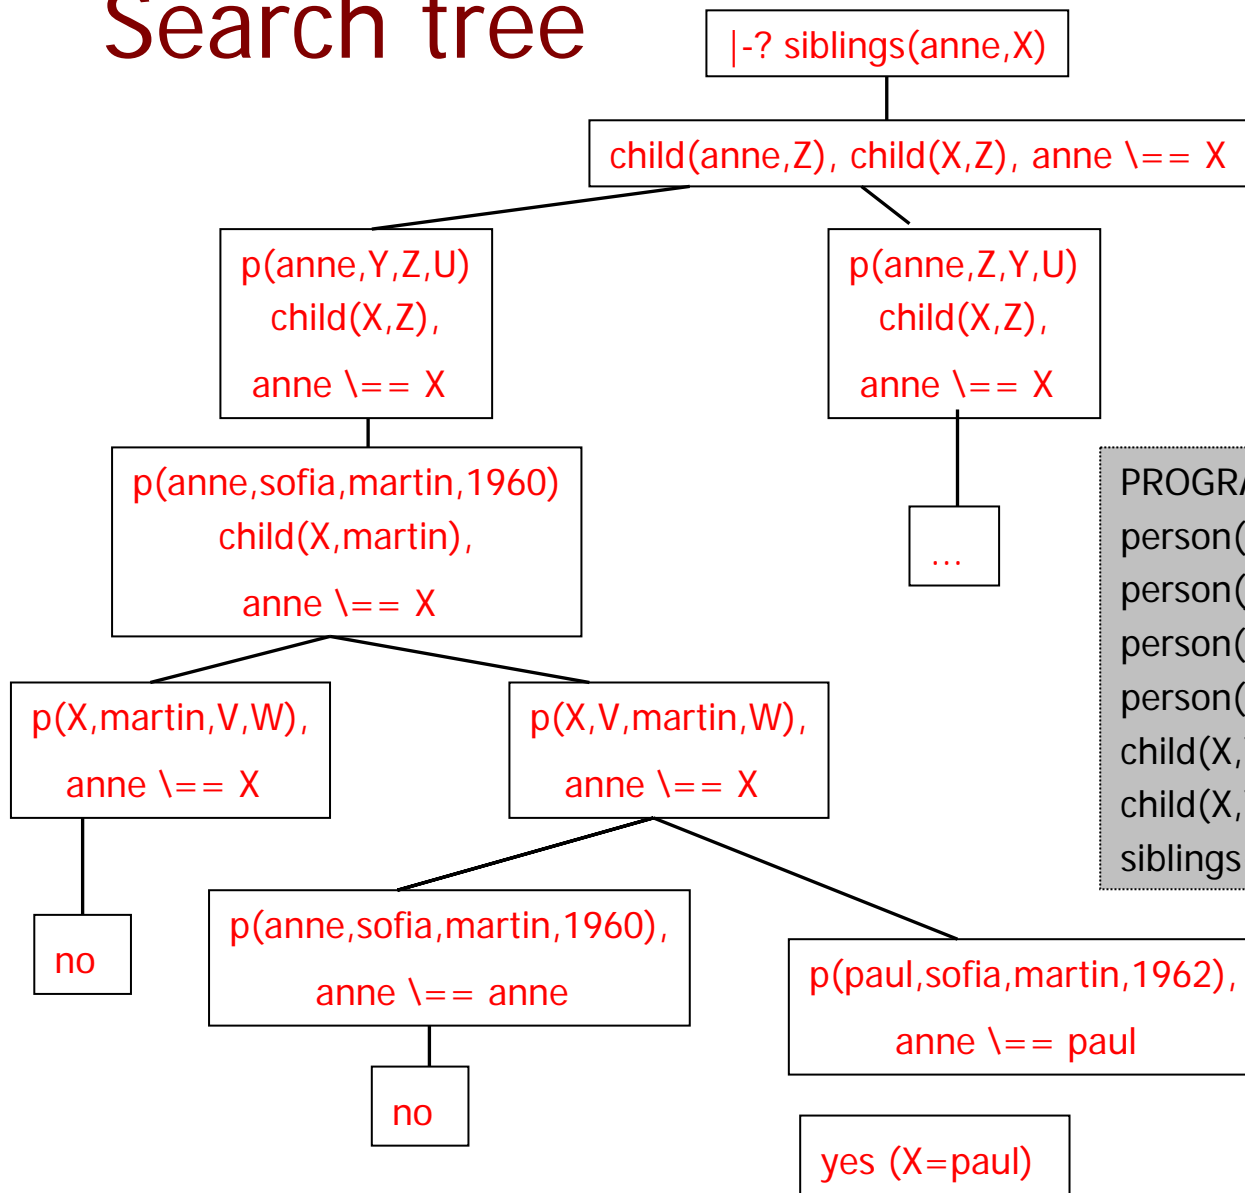 Search tree
|-? siblings(anne,X)
child(anne,Z), child(X,Z), anne \== X
p(anne,Y,Z,U)
child(X,Z),
anne \== X
p(anne,Z,Y,U)
child(X,Z),
anne \== X
p(anne,sofia,martin,1960)
child(X,martin),
anne \== X
...
p(X,martin,V,W),
anne \== X
p(X,V,martin,W),
anne \== X
no
p(anne,sofia,martin,1960),
anne \== anne
p(paul,sofia,martin,1962),
anne \== paul
no
yes (X=paul)
person(
person(
person(
person(
child(X,
child(X,
siblings